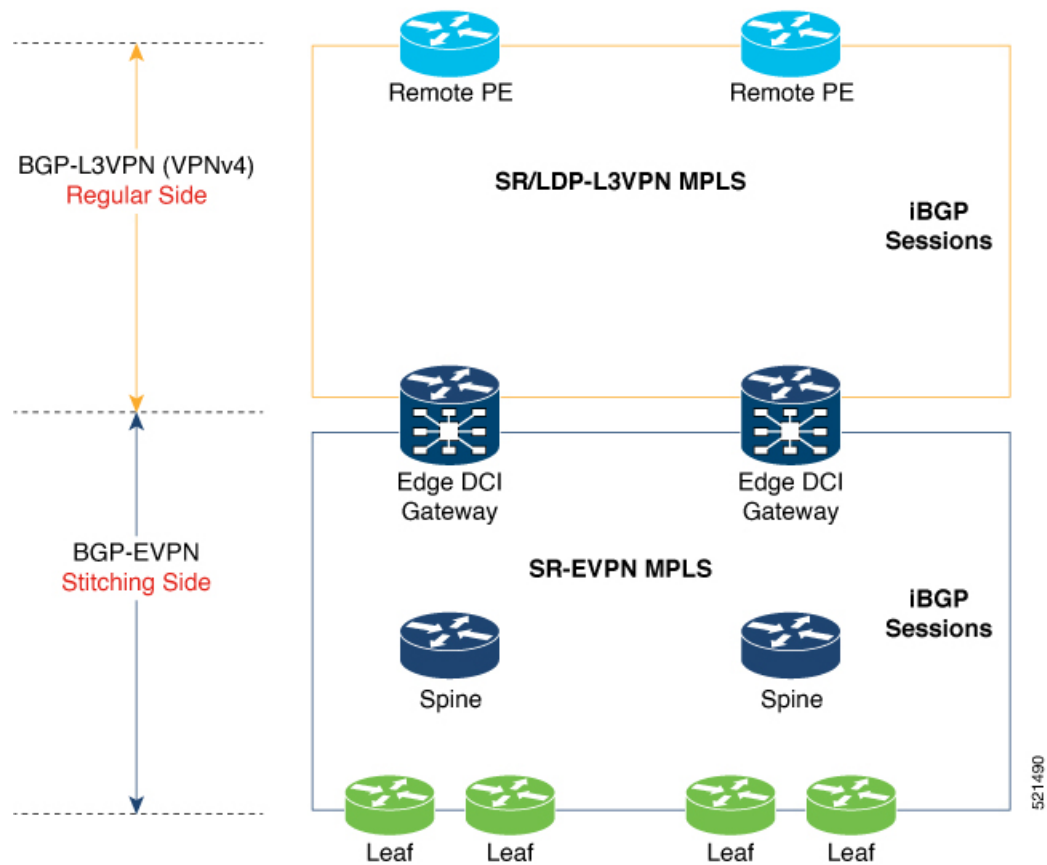 Remote PE
Remote PE
BGP-L3VPN (VPNv4)
Regular Side
SR/LDP-L3VPN MPLS
iBGP
Sessions
Edge DCI
Gateway
Edge DCI
Gateway
BGP-EVPN
Stitching Side
SR-EVPN MPLS
iBGP
Sessions
Spine
Spine
Leaf
Leaf
Leaf
Leaf
521490